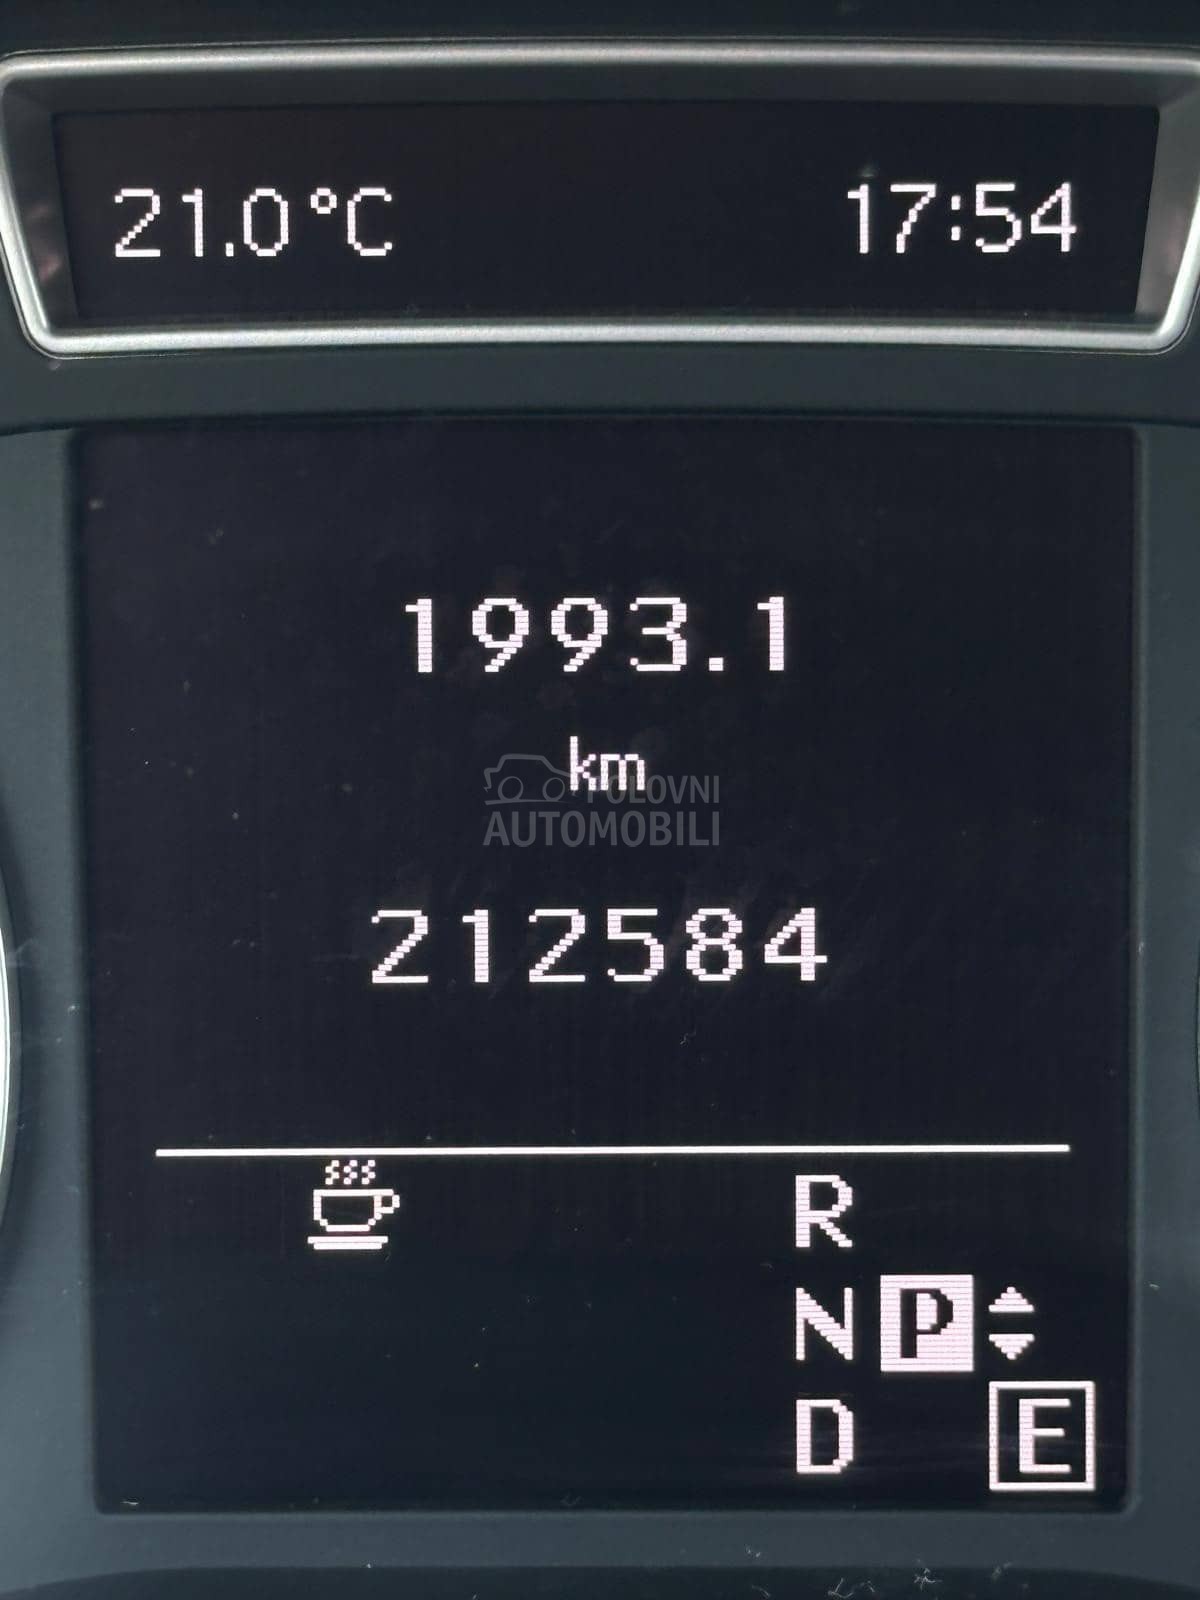 21.0°C 17:54
1993.1
km
POLOVNI
AUTOMOBILI
212584
R
N P
D E